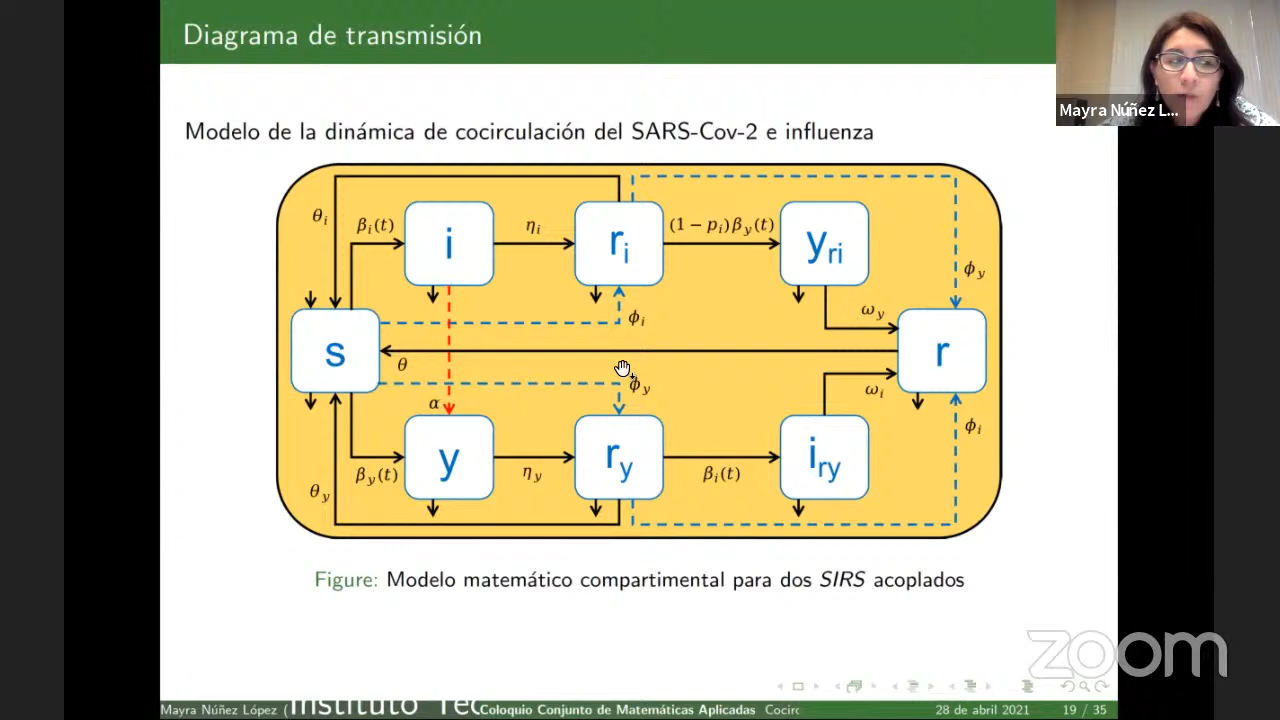 Diagrama de transmisión
Mayra Núñez L...
Modelo de la dinámica de cocirculación del SARS-Cov-2 e influenza
θi
βi(t)
i
ηi
ri
(1 − pi)βy(t)
yri
ϕy
ωy
ϕi
s
θ
r
ϕy
ωi
α
ϕi
y
ry
iry
βy(t)
ηy
βi(t)
θy
Figure: Modelo matemático compartimental para dos SIRS acoplados
zoom
Mayra Núñez López (Instituto Tec Coloquio Conjunto de Matemáticas Aplicadas Cocirc 28 de abril 2021 19 / 35